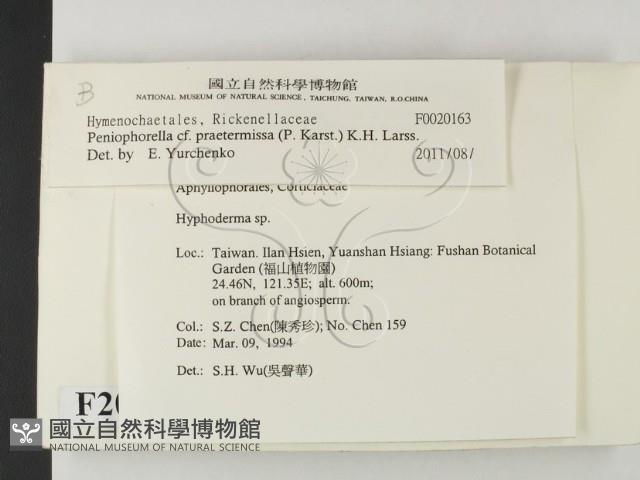 B
國立自然科學博物館
NATIONAL MUSEUM OF NATURAL SCIENCE, TAICHUNG, TAIWAN, R.O.CHINA
Hymenochaetales, Rickenellaceae F0020163
Peniophorella cf. praetermissa (P. Karst.) K.H. Larss.
Det. by E. Yurchenko 2011/08/
Aphyllophorales, Corticiaceae
Hyphoderma sp.
Loc.: Taiwan. Ilan Hsien, Yuanshan Hsiang: Fushan Botanical
Garden (福山植物園)
24.46N, 121.35E; alt. 600m;
on branch of angiosperm.
Col.: S.Z. Chen(陳秀珍); No. Chen 159
Date: Mar. 09, 1994
Det.: S.H. Wu(吳聲華)
國立自然科學博物館
NATIONAL MUSEUM OF NATURAL SCIENCE